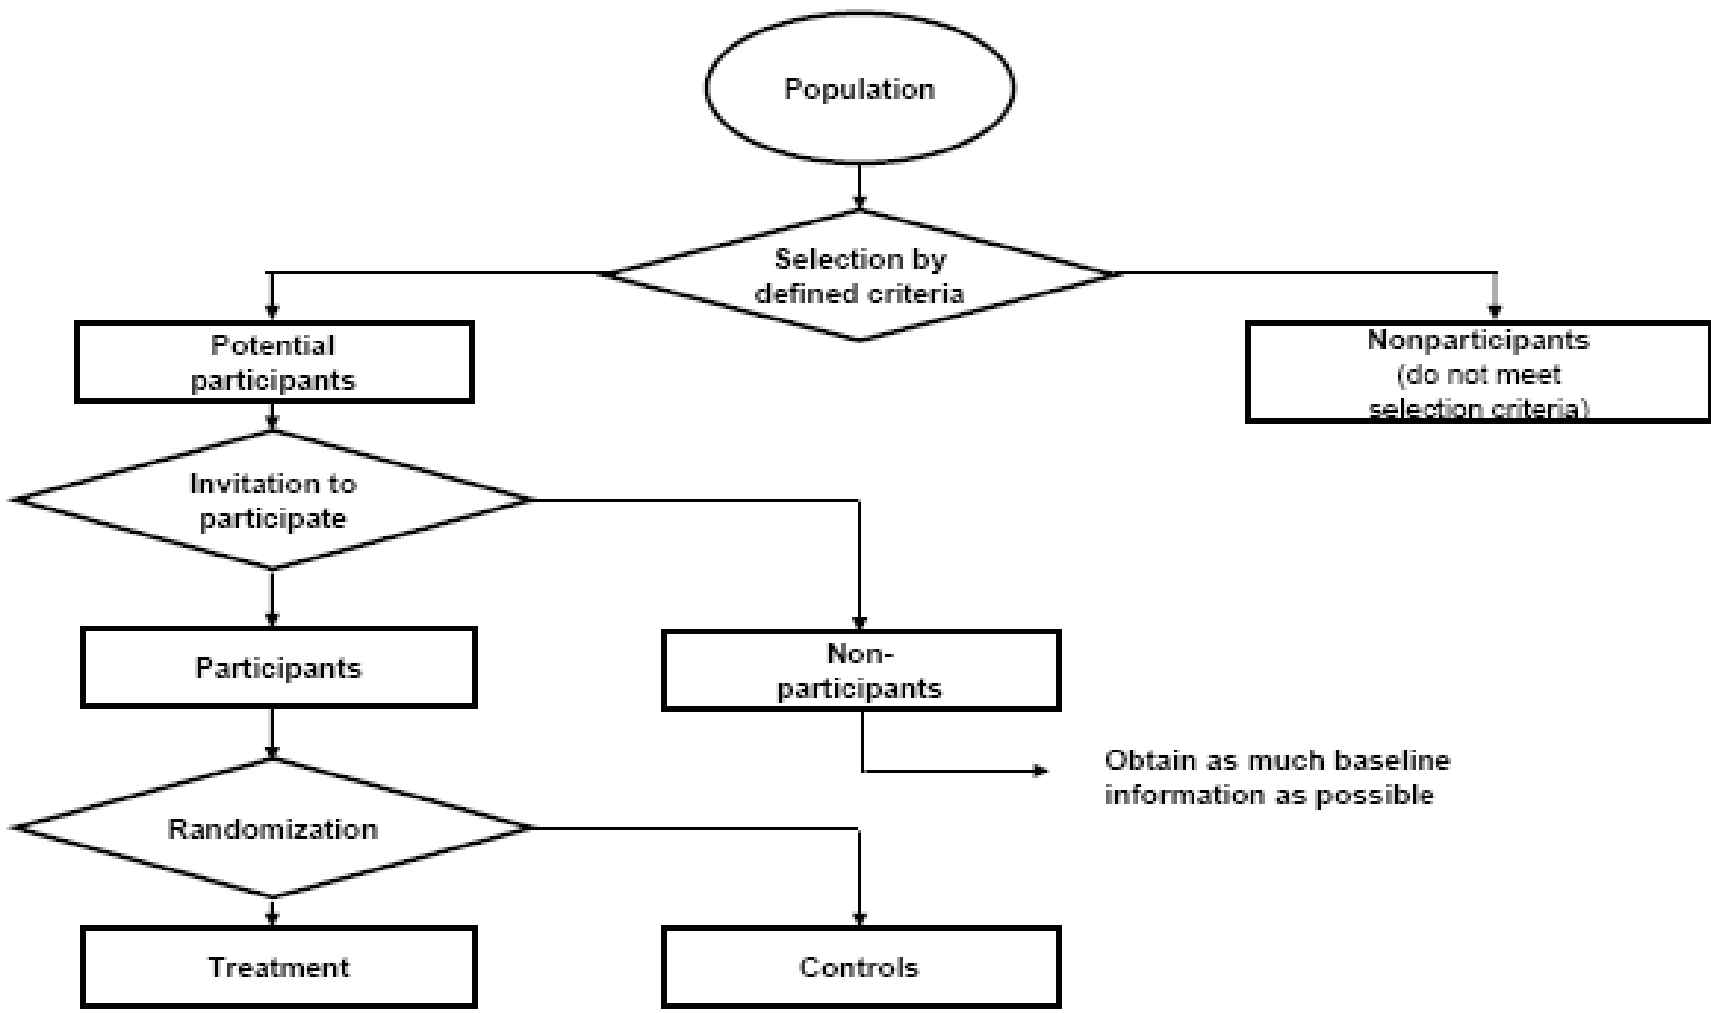 Population
Selection by
defined criteria
Potential
participants
Nonparticipants
(do not meet
selection criteria)
Invitation to
participate
Participants
Non-
participants
Obtain as much baseline
information as possible
Randomization
Treatment
Controls